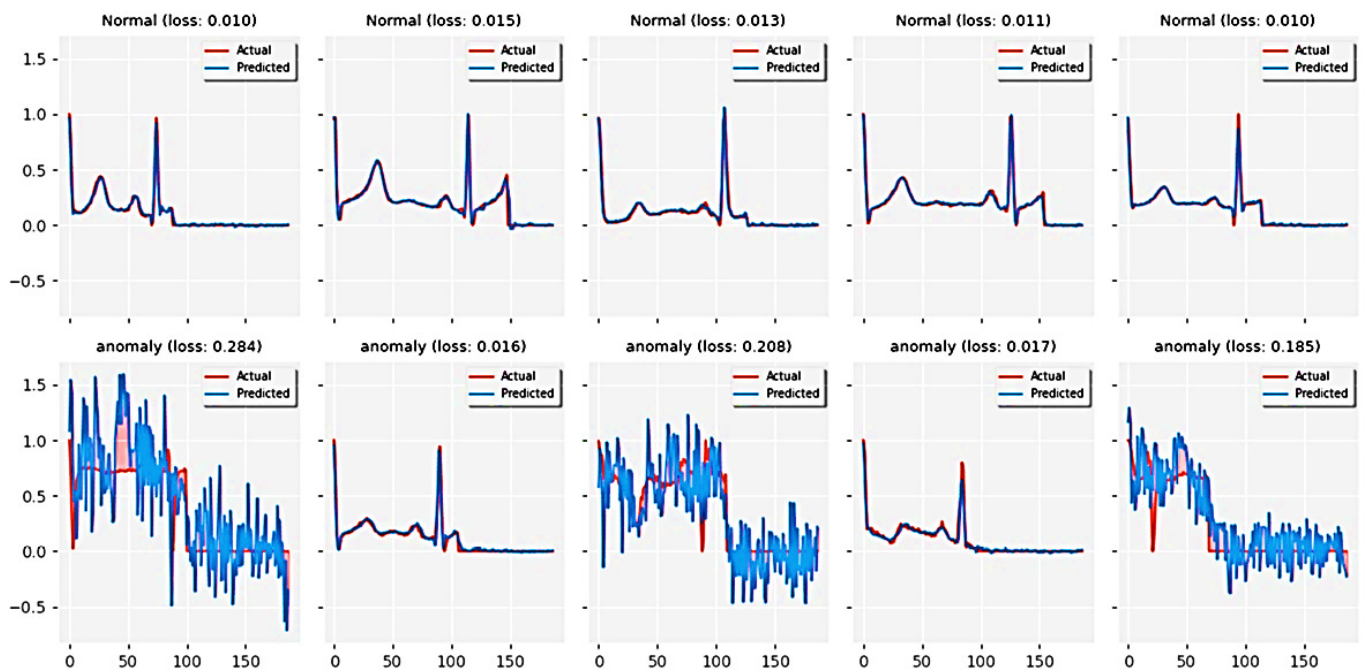 Normal (loss: 0.010) Normal (loss: 0.015) Normal (loss: 0.013) Normal (loss: 0.011) Normal (loss: 0.010)
Actual Actual Actual Actual Actual
Predicted Predicted Predicted Predicted Predicted
1.5
1.0
0.5
0.0
−0.5
anomaly (loss: 0.284) anomaly (loss: 0.016) anomaly (loss: 0.208) anomaly (loss: 0.017) anomaly (loss: 0.185)
Actual Actual Actual Actual Actual
Predicted Predicted Predicted Predicted Predicted
1.5
1.0
0.5
0.0
−0.5
0 50 100 150 0 50 100 150 0 50 100 150 0 50 100 150 0 50 100 150